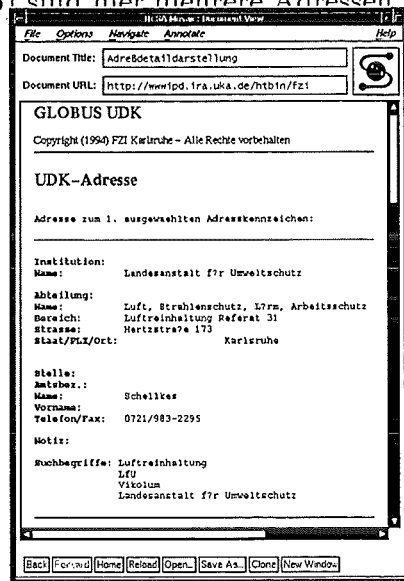 sind hier mehrere Adressen
NCSA Mosaic: Document View
File Options Navigate Annotate Help
Document Title: Adreßdetaildarstellung
Document URL: http://wwwipd.ira.uka.de/htbin/fzi
GLOBUS UDK
Copyright (1994) FZI Karlsruhe – Alle Rechte vorbehalten
UDK-Adresse
Adresse zum 1. ausgewaehlten Adresskennzeichen:
Institution:
Name: Landesanstalt f?r Umweltschutz
Abteilung:
Name: Luft, Strahlenschutz, L?rm, Arbeitsschutz
Bereich: Luftreinhaltung Referat 31
Strasse: Hertzstra?e 173
Staat/PLZ/Ort: Karlsruhe
Stelle:
Amtsbez.:
Name: Schellkes
Vorname:
Telefon/Fax: 0721/983-2295
Notiz:
Suchbegriffe: Luftreinhaltung
LfU
Vikolum
Landesanstalt f?r Umweltschutz
Back Forward Home Reload Open... Save As... Clone New Window